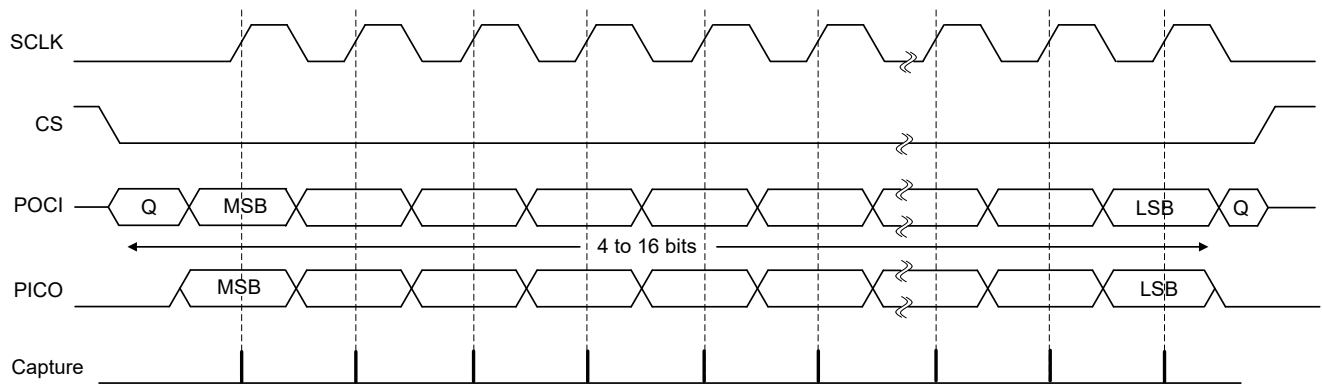 SCLK
CS
POCI
Q
MSB
LSB
Q
4 to 16 bits
PICO
MSB
LSB
Capture